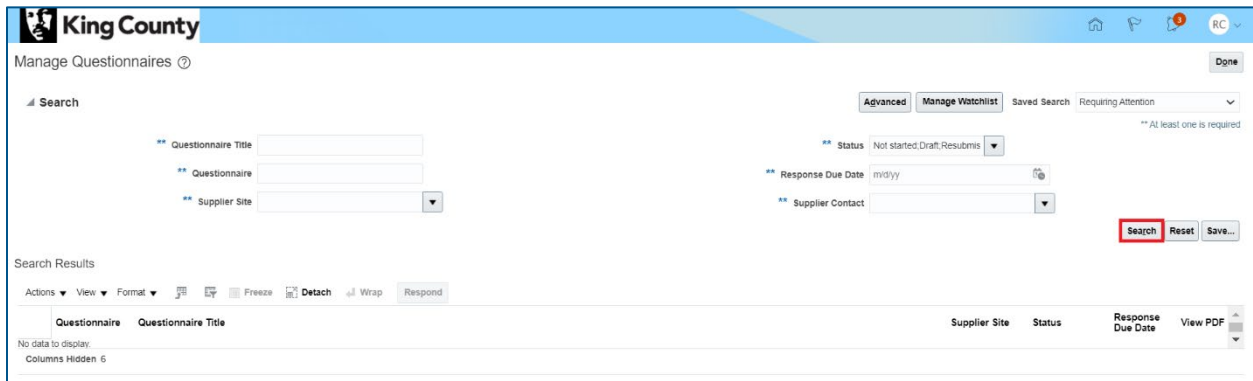 King County
3
RC
Manage Questionnaires ?
Done
Search
Advanced Manage Watchlist Saved Search Requiring Attention
** At least one is required
** Questionnaire Title
** Status Not started;Draft;Resubmis
** Questionnaire
** Response Due Date m/d/yy
** Supplier Site
** Supplier Contact
Search Reset Save...
Search Results
Actions View Format Freeze Detach Wrap Respond
Questionnaire Questionnaire Title Supplier Site Status Response Due Date View PDF
No data to display.
Columns Hidden 6